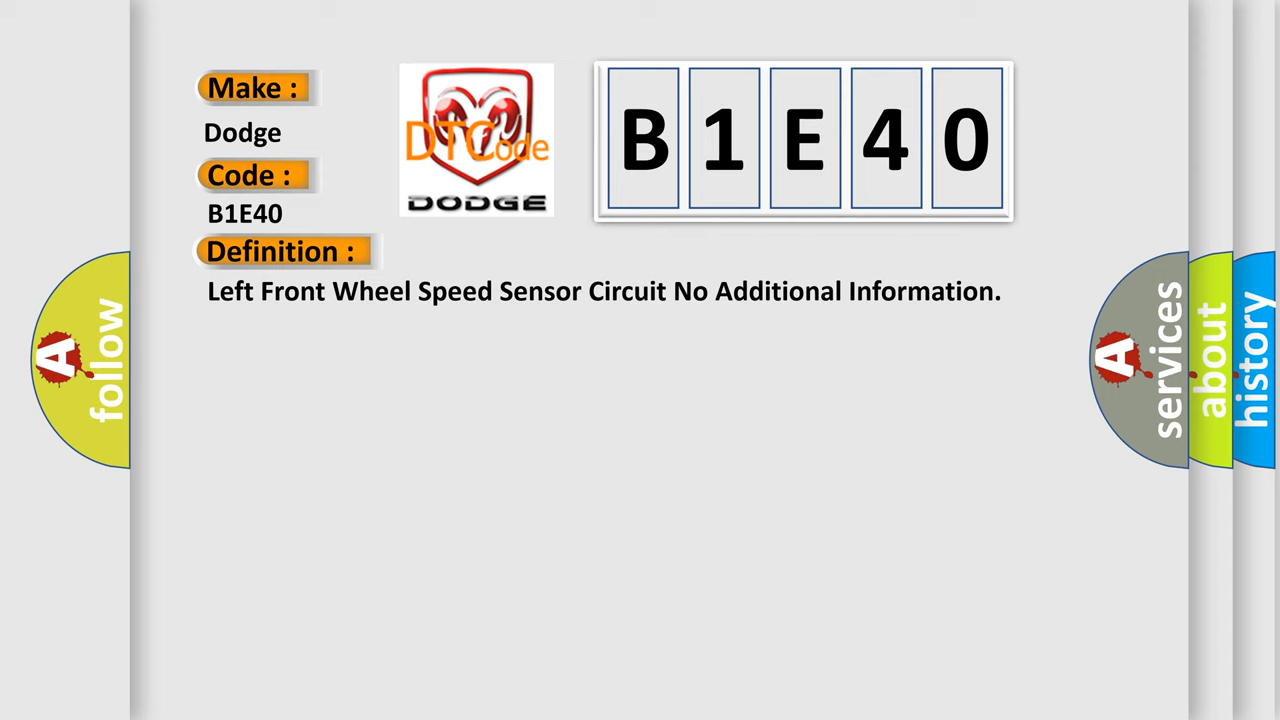 Make :
Dodge
Code :
B1E40
Definition :
Left Front Wheel Speed Sensor Circuit No Additional Information.
DTCode
DODGE
B 1 E 4 0
A follow
A services
about
history